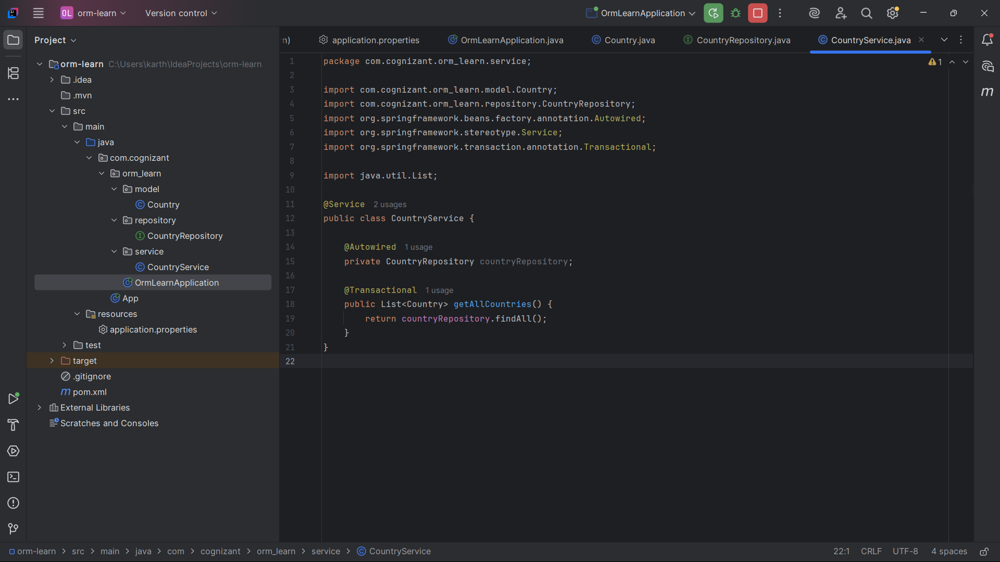 OL orm-learn Version control OrmLearnApplication
Project
n) application.properties OrmLearnApplication.java Country.java CountryRepository.java CountryService.java
orm-learn C:\Users\karth\IdeaProjects\orm-learn
.idea
.mvn
src
main
java
com.cognizant
orm_learn
model
Country
repository
CountryRepository
service
CountryService
OrmLearnApplication
App
resources
application.properties
test
target
.gitignore
m pom.xml
External Libraries
Scratches and Consoles
1 package com.cognizant.orm_learn.service;
2
3 import com.cognizant.orm_learn.model.Country;
4 import com.cognizant.orm_learn.repository.CountryRepository;
5 import org.springframework.beans.factory.annotation.Autowired;
6 import org.springframework.stereotype.Service;
7 import org.springframework.transaction.annotation.Transactional;
8
9 import java.util.List;
10
11 @Service 2 usages
12 public class CountryService {
13
14 @Autowired 1 usage
15 private CountryRepository countryRepository;
16
17 @Transactional 1 usage
18 public List<Country> getAllCountries() {
19 return countryRepository.findAll();
20 }
21 }
22
1
m
orm-learn > src > main > java > com > cognizant > orm_learn > service > CountryService
22:1 CRLF UTF-8 4 spaces